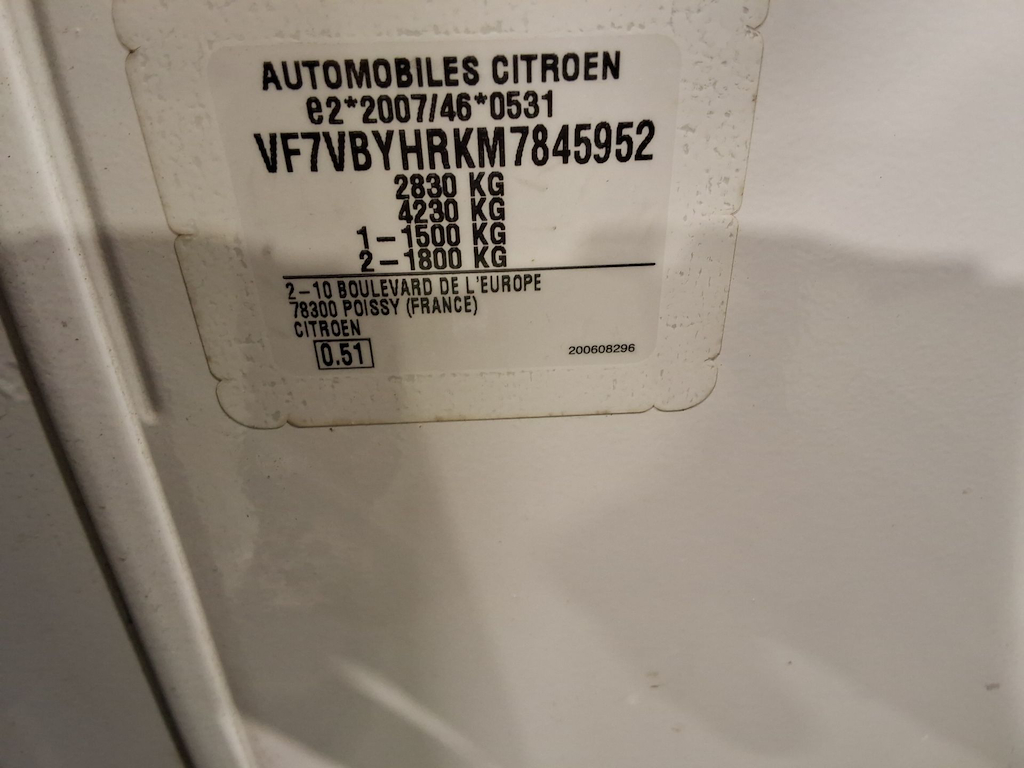 AUTOMOBILES CITROEN
e2*2007/46*0531
VF7VBYHRKM7845952
2830 KG
4230 KG
1-1500 KG
2-1800 KG
2-10 BOULEVARD DE L'EUROPE
78300 POISSY (FRANCE)
CITROEN
0.51
200608296